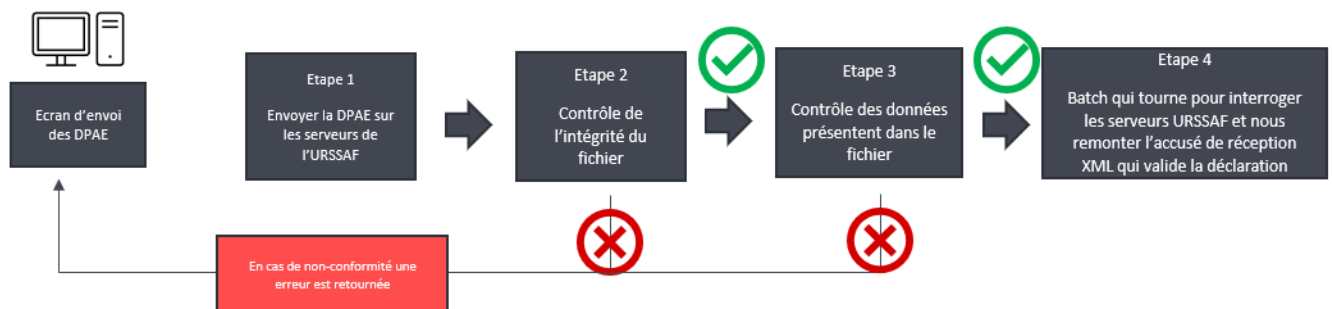 Ecran d'envoi
des DPAE
Etape 1
Envoyer la DPAE sur
les serveurs de
l'URSSAF
Etape 2
Contrôle de
l'intégrité du
fichier
Etape 3
Contrôle des données
présentent dans le
fichier
Etape 4
Batch qui tourne pour interroger
les serveurs URSSAF et nous
remonter l'accusé de réception
XML qui valide la déclaration
En cas de non-conformité une
erreur est retournée